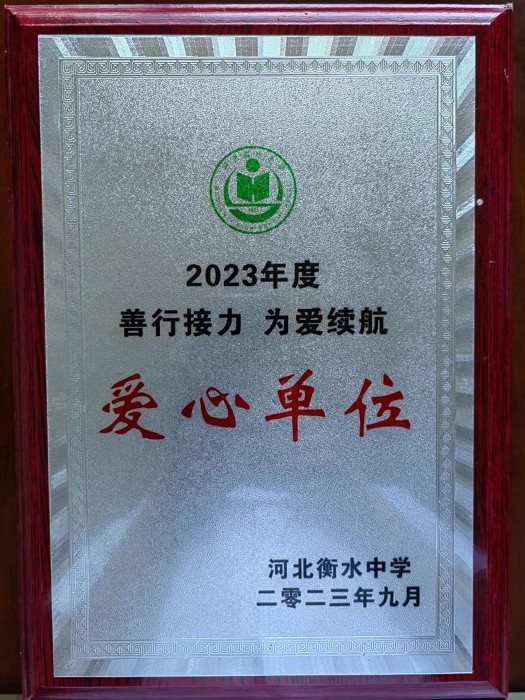 2023年度
善行接力 为爱续航
爱心单位
河北衡水中学
二零二三年九月